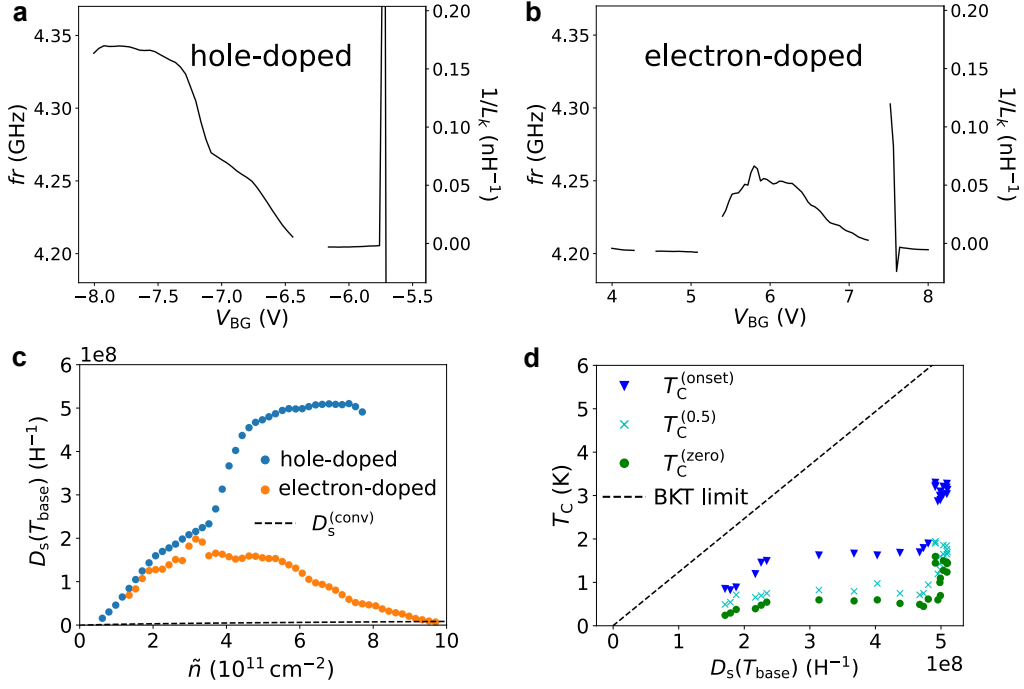 a
hole-doped
4.35
4.30
4.25
4.20
fr (GHz)
0.20
0.15
0.10
0.05
0.00
1/Lₖ (nH⁻¹)
−8.0 −7.5 −7.0 −6.5 −6.0 −5.5
V_BG (V)
b
electron-doped
4.35
4.30
4.25
4.20
fr (GHz)
0.20
0.15
0.10
0.05
0.00
1/Lₖ (nH⁻¹)
4 5 6 7 8
V_BG (V)
c
1e8
6
5
4
3
2
1
0
D_s(T_base) (H⁻¹)
hole-doped
electron-doped
D_s^(conv)
0 2 4 6 8 10
ñ (10¹¹ cm⁻²)
d
6
5
4
3
2
1
0
T_C (K)
T_C^(onset)
T_C^(0.5)
T_C^(zero)
BKT limit
0 1 2 3 4 5
D_s(T_base) (H⁻¹)
1e8